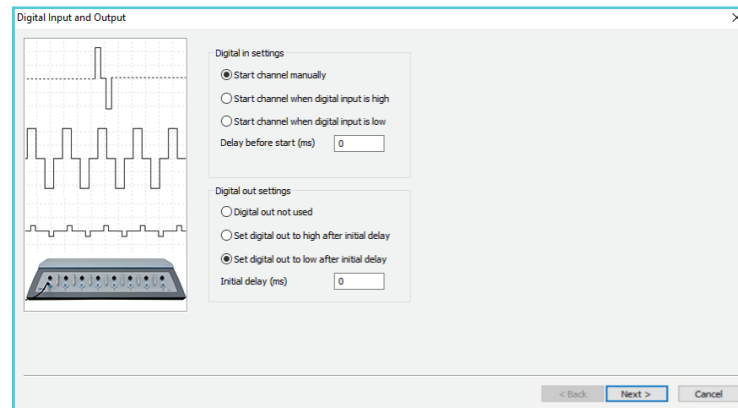 Digital Input and Output
Digital in settings
Start channel manually
Start channel when digital input is high
Start channel when digital input is low
Delay before start (ms) 0
Digital out settings
Digital out not used
Set digital out to high after initial delay
Set digital out to low after initial delay
Initial delay (ms) 0
< Back Next > Cancel